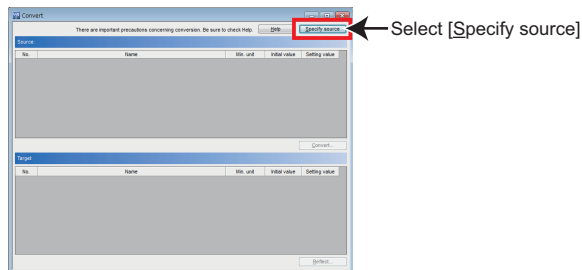 Convert
There are important precautions concerning conversion. Be sure to check Help. Help Specify source
Select [Specify source]
Source
No. Name Min. unit Initial value Setting value
Convert...
Target
No. Name Min. unit Initial value Setting value
Reflect...